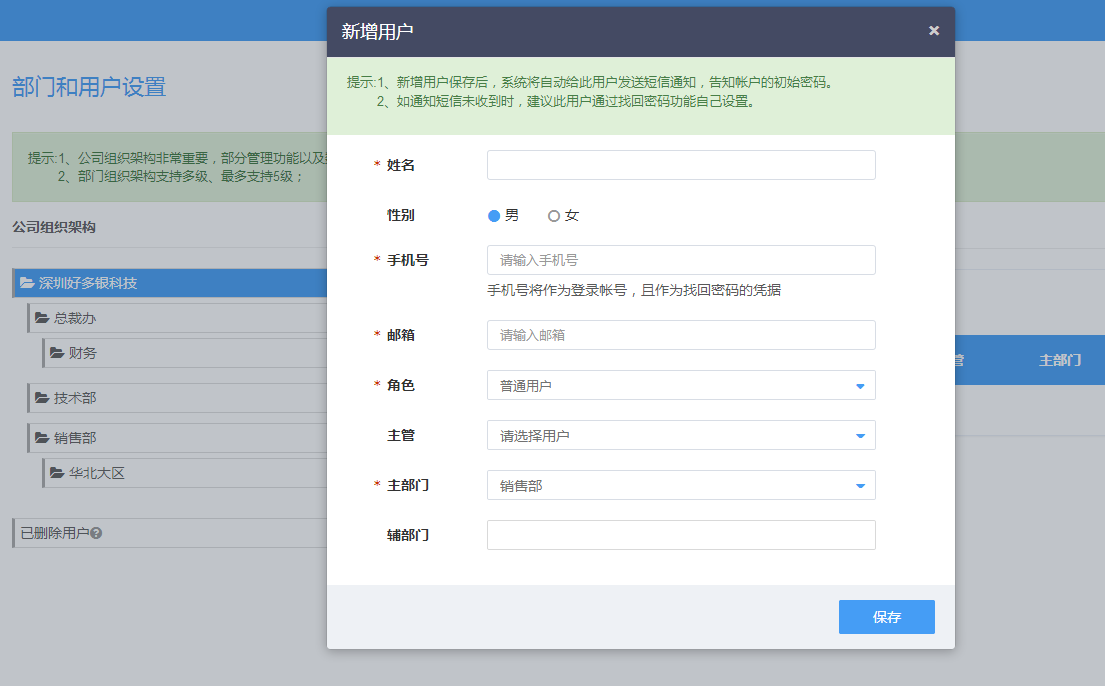 新增用户
×
提示:1、新增用户保存后，系统将自动给此用户发送短信通知，告知帐户的初始密码。
2、如通知短信未收到时，建议此用户通过找回密码功能自己设置。
* 姓名
性别 男 女
* 手机号 请输入手机号
手机号将作为登录帐号，且作为找回密码的凭据
* 邮箱 请输入邮箱
* 角色 普通用户
主管 请选择用户
* 主部门 销售部
辅部门
保存
部门和用户设置
提示:1、公司组织架构非常重要，部分管理功能以及
2、部门组织架构支持多级、最多支持5级；
公司组织架构
深圳好多银科技
总裁办
财务
技术部
销售部
华北大区
已删除用户?
管 主部门